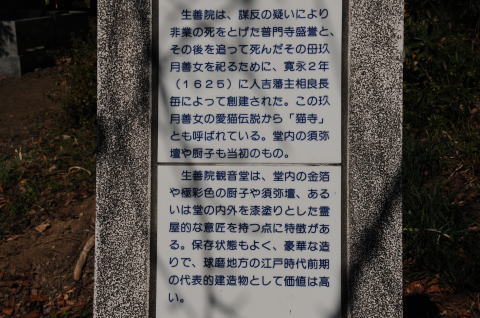 生善院は、謀反の疑いにより
非業の死をとげた普門寺盛誉と、
その後を追って死んだその母玖
月善女を祀るために、寛永２年
（１６２５）に人吉藩主相良長
毎によって創建された。この玖
月善女の愛猫伝説から「猫寺」
とも呼ばれている。堂内の須弥
壇や厨子も当初のもの。
生善院観音堂は、堂内の金箔
や極彩色の厨子や須弥壇、ある
いは堂の内外を漆塗りとした霊
屋的な意匠を持つ点に特徴があ
る。保存状態もよく、豪華な造
りで、球磨地方の江戸時代前期
の代表的建造物として価値は高
い。